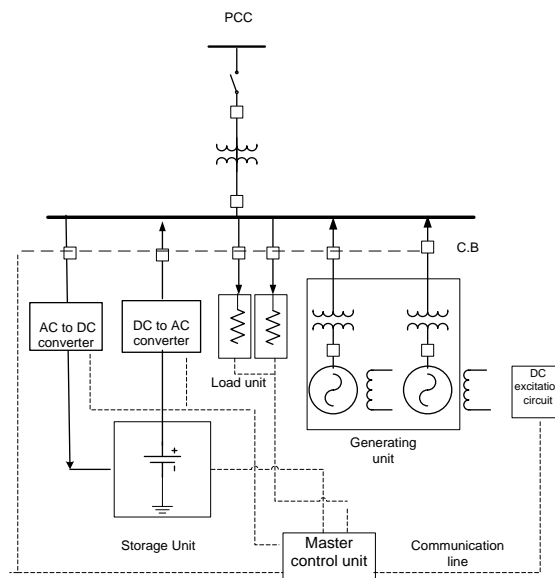 PCC
C.B
AC to DC
converter
DC to AC
converter
Load unit
DC
excitation
circuit
Generating
unit
+
Storage Unit
Master
control unit
Communication
line